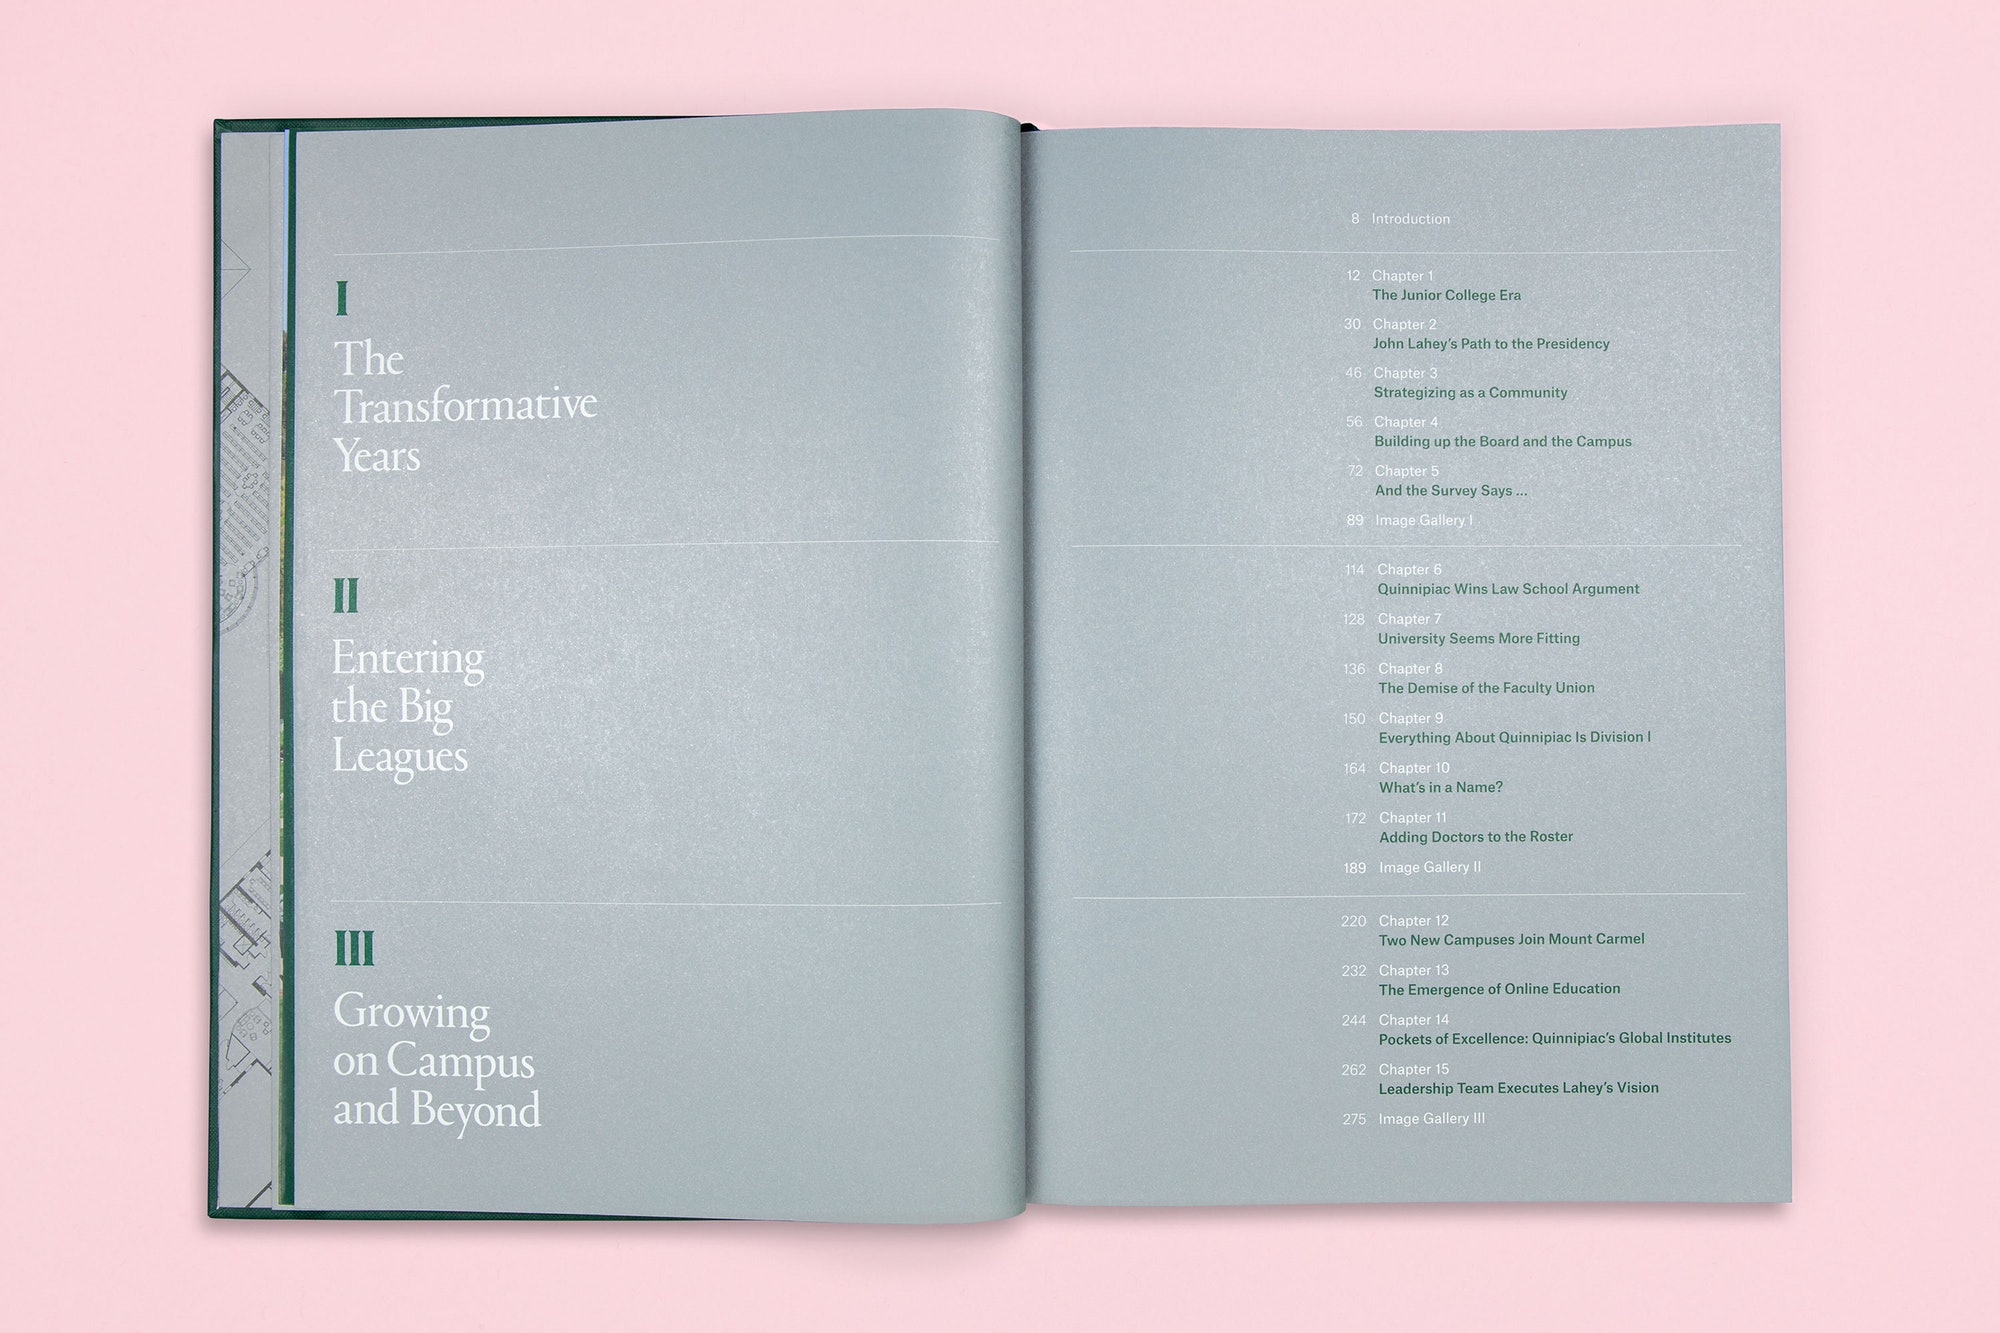 I
The
Transformative
Years
II
Entering
the Big
Leagues
III
Growing
on Campus
and Beyond
8 Introduction
12 Chapter 1
The Junior College Era
30 Chapter 2
John Lahey's Path to the Presidency
46 Chapter 3
Strategizing as a Community
56 Chapter 4
Building up the Board and the Campus
72 Chapter 5
And the Survey Says ...
89 Image Gallery I
114 Chapter 6
Quinnipiac Wins Law School Argument
128 Chapter 7
University Seems More Fitting
136 Chapter 8
The Demise of the Faculty Union
150 Chapter 9
Everything About Quinnipiac Is Division I
164 Chapter 10
What's in a Name?
172 Chapter 11
Adding Doctors to the Roster
189 Image Gallery II
220 Chapter 12
Two New Campuses Join Mount Carmel
232 Chapter 13
The Emergence of Online Education
244 Chapter 14
Pockets of Excellence: Quinnipiac's Global Institutes
262 Chapter 15
Leadership Team Executes Lahey's Vision
275 Image Gallery III